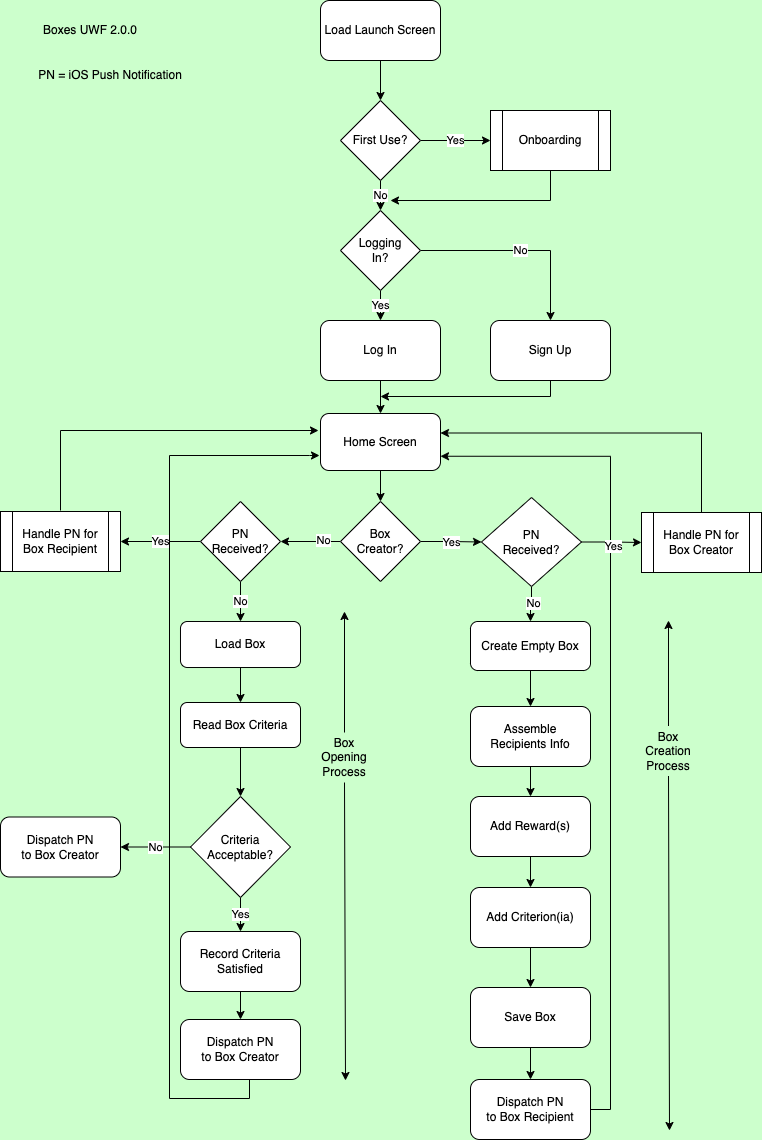 Boxes UWF 2.0.0
PN = iOS Push Notification
Load Launch Screen
First Use?
Yes
Onboarding
No
Logging
In?
No
Yes
Log In
Sign Up
Home Screen
Handle PN for
Box Recipient
Yes
PN
Received?
No
Box
Creator?
Yes
PN
Received?
Yes
Handle PN for
Box Creator
No
Load Box
Read Box Criteria
Criteria
Acceptable?
No
Dispatch PN
to Box Creator
Yes
Record Criteria
Satisfied
Dispatch PN
to Box Creator
Box
Opening
Process
No
Create Empty Box
Assemble
Recipients Info
Add Reward(s)
Add Criterion(ia)
Save Box
Dispatch PN
to Box Recipient
Box
Creation
Process